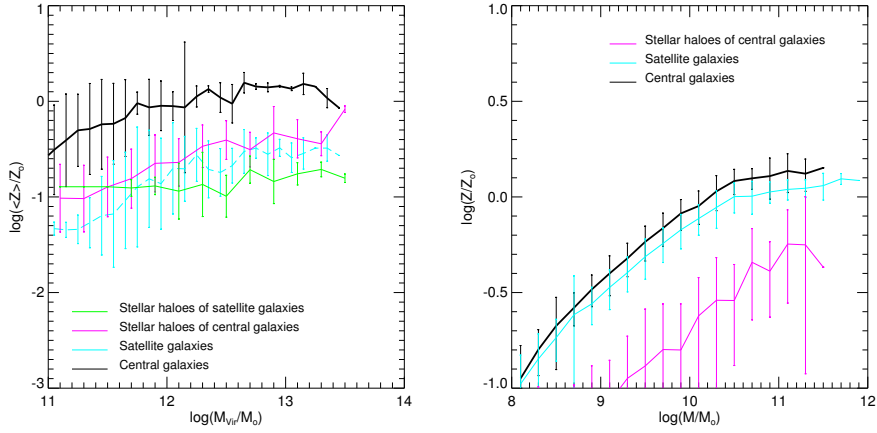 1
0
-1
-2
-3
log(<Z>/Z_o)
11
12
13
14
log(M_Vir/M_o)
Stellar haloes of satellite galaxies
Stellar haloes of central galaxies
Satellite galaxies
Central galaxies
1.0
0.5
0.0
-0.5
-1.0
log(Z/Z_o)
8
9
10
11
12
log(M/M_o)
Stellar haloes of central galaxies
Satellite galaxies
Central galaxies